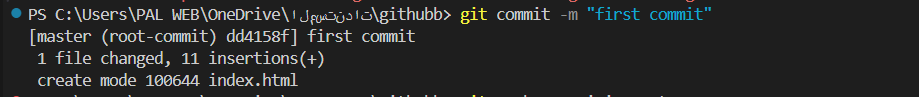 PS C:\Users\PAL WEB\OneDrive\المستندات\githubb> git commit -m "first commit"
[master (root-commit) dd4158f] first commit
1 file changed, 11 insertions(+)
create mode 100644 index.html